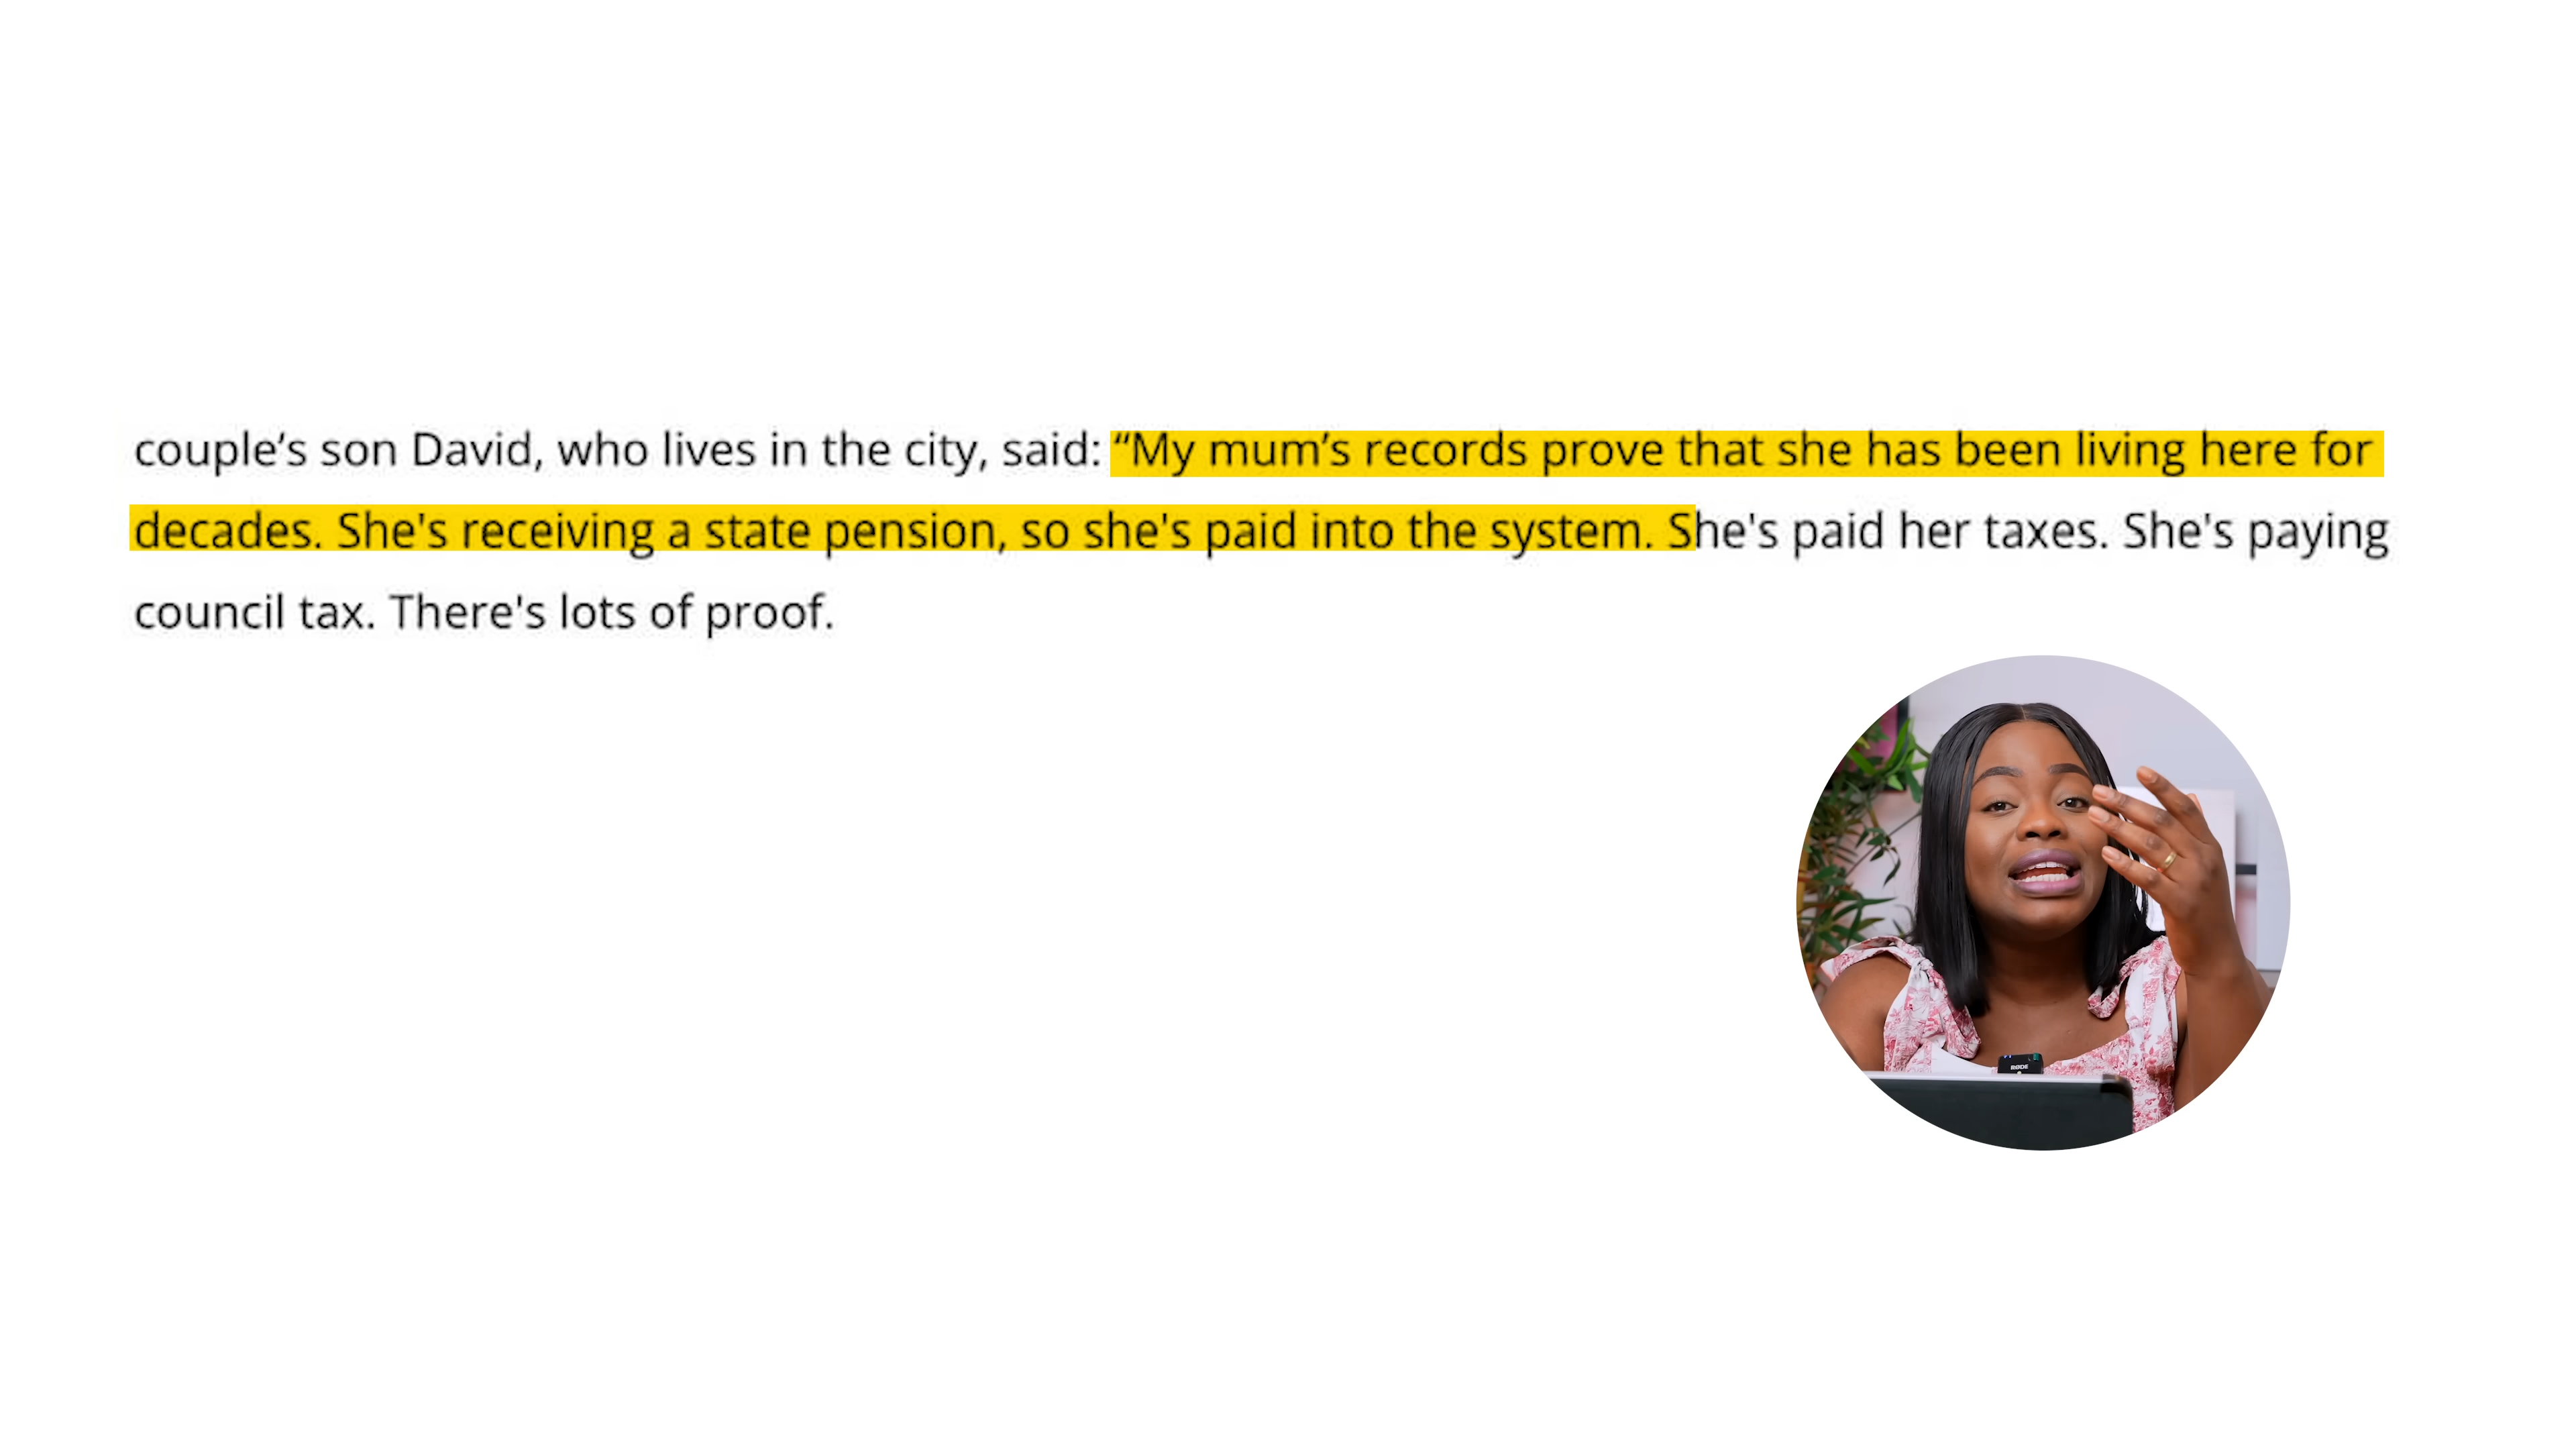 couple’s son David, who lives in the city, said: “My mum’s records prove that she has been living here for
decades. She's receiving a state pension, so she's paid into the system. She's paid her taxes. She's paying
council tax. There's lots of proof.
RØDE